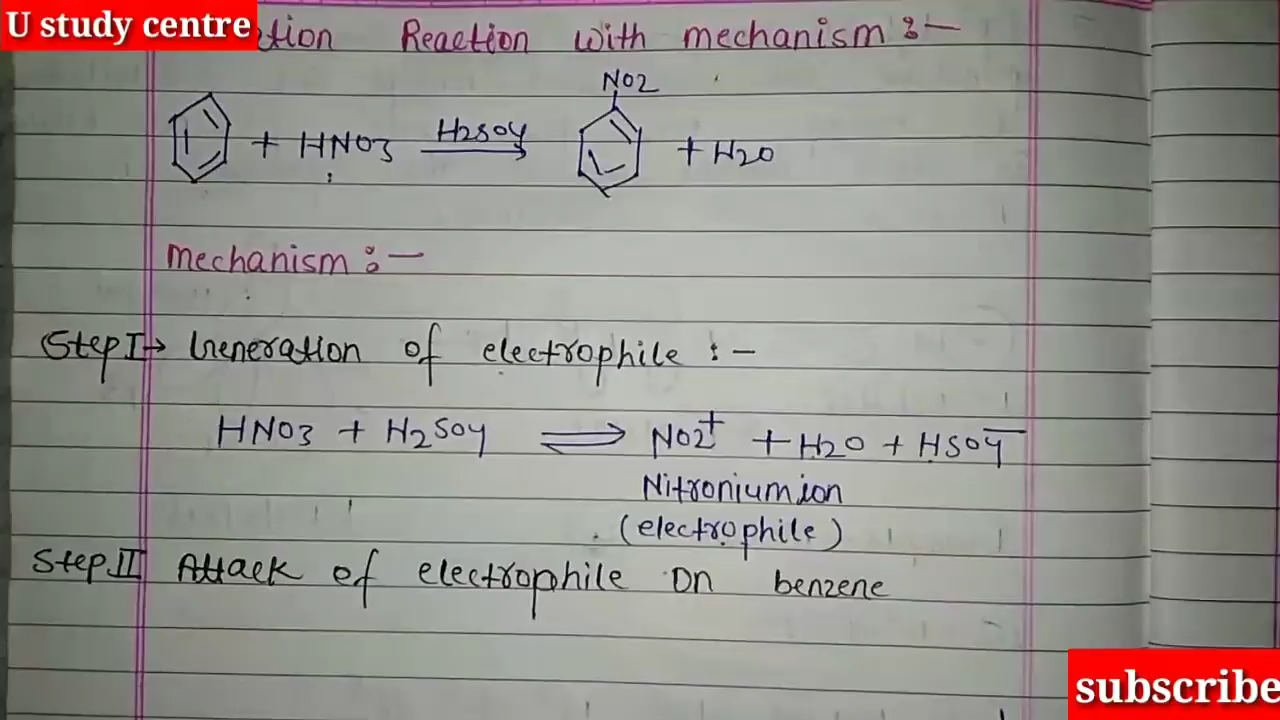 U study centre
tion Reaction with mechanism :-
NO2
+ HNO3 H2SO4 + H2O
mechanism :-
Step I → Generation of electrophile :-
HNO3 + H2SO4 ⇌ NO2+ + H2O + HSO4-
Nitronium ion
(electrophile)
Step II Attack of electrophile on benzene
subscribe